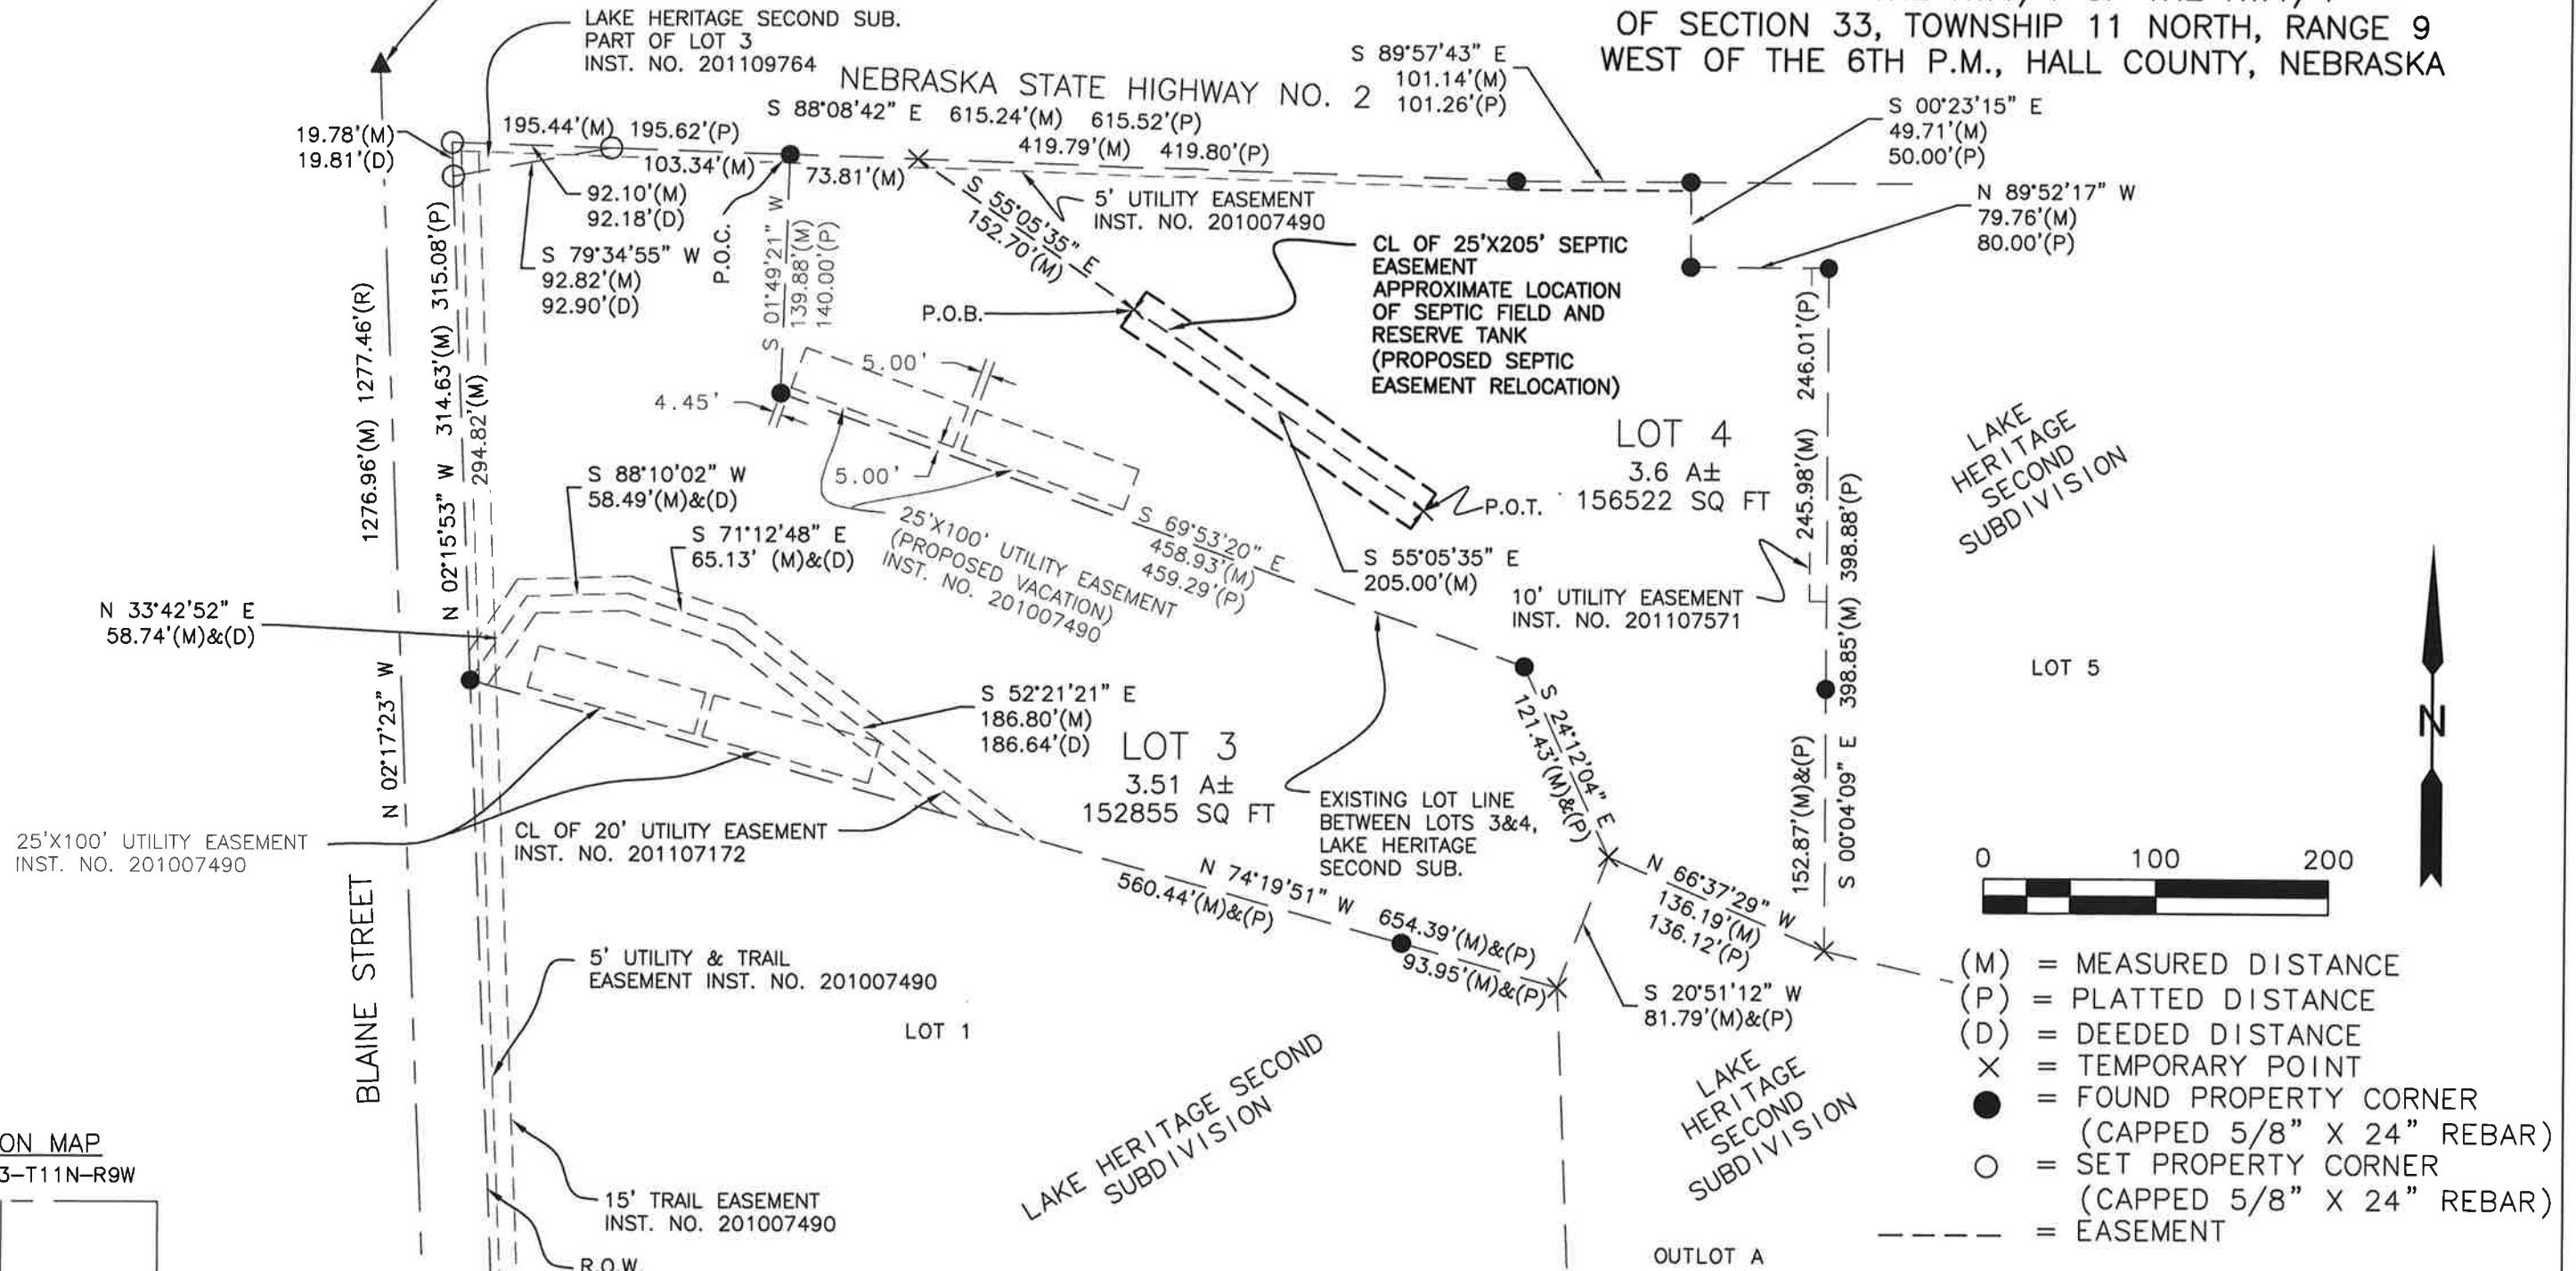 OF SECTION 33, TOWNSHIP 11 NORTH, RANGE 9
WEST OF THE 6TH P.M., HALL COUNTY, NEBRASKA
LAKE HERITAGE SECOND SUB.
PART OF LOT 3
INST. NO. 201109764
NEBRASKA STATE HIGHWAY NO. 2
S 89°57'43" E
101.14'(M)
101.26'(P)
S 88°08'42" E 615.24'(M) 615.52'(P)
419.79'(M) 419.80'(P)
S 00°23'15" E
49.71'(M)
50.00'(P)
N 89°52'17" W
79.76'(M)
80.00'(P)
19.78'(M)
19.81'(D)
195.44'(M) 195.62'(P)
103.34'(M)
73.81'(M)
92.10'(M)
92.18'(D)
S 79°34'55" W
92.82'(M)
92.90'(D)
P.O.C.
S 01°49'21" W
139.88'(M)
140.00'(P)
S 55°05'35" E
152.70'(M)
5' UTILITY EASEMENT
INST. NO. 201007490
CL OF 25'X205' SEPTIC
EASEMENT
APPROXIMATE LOCATION
OF SEPTIC FIELD AND
RESERVE TANK
(PROPOSED SEPTIC
EASEMENT RELOCATION)
P.O.B.
P.O.T.
1276.96'(M) 1277.46'(R)
N 02°15'53" W 314.63'(M) 315.08'(P)
294.82'(M)
5.00'
4.45'
5.00'
LOT 4
3.6 A±
156522 SQ FT
245.98'(M) 246.01'(P)
398.85'(M) 398.88'(P)
LAKE
HERITAGE
SECOND
SUBDIVISION
S 88°10'02" W
58.49'(M)&(D)
S 71°12'48" E
65.13' (M)&(D)
25'X100' UTILITY EASEMENT
(PROPOSED VACATION)
INST. NO. 201007490
S 69°53'20" E
458.93'(M)
459.29'(P)
S 55°05'35" E
205.00'(M)
10' UTILITY EASEMENT
INST. NO. 201107571
N 33°42'52" E
58.74'(M)&(D)
LOT 5
N
N 02°17'23" W
S 52°21'21" E
186.80'(M)
186.64'(D)
LOT 3
3.51 A±
152855 SQ FT
S 24°12'04" E
121.43'(M)&(P)
EXISTING LOT LINE
BETWEEN LOTS 3&4,
LAKE HERITAGE
SECOND SUB.
152.87'(M)&(P)
S 00°04'09" E
25'X100' UTILITY EASEMENT
INST. NO. 201007490
CL OF 20' UTILITY EASEMENT
INST. NO. 201107172
0 100 200
N 74°19'51" W 654.39'(M)&(P)
560.44'(M)&(P)
93.95'(M)&(P)
N 66°37'29" W
136.19'(M)
136.12'(P)
S 20°51'12" W
81.79'(M)&(P)
BLAINE STREET
5' UTILITY & TRAIL
EASEMENT INST. NO. 201007490
LOT 1
LAKE HERITAGE SECOND
SUBDIVISION
LAKE
HERITAGE
SECOND
SUBDIVISION
(M) = MEASURED DISTANCE
(P) = PLATTED DISTANCE
(D) = DEEDED DISTANCE
X = TEMPORARY POINT
= FOUND PROPERTY CORNER
(CAPPED 5/8" X 24" REBAR)
= SET PROPERTY CORNER
(CAPPED 5/8" X 24" REBAR)
= EASEMENT
ON MAP
3-T11N-R9W
15' TRAIL EASEMENT
INST. NO. 201007490
R.O.W.
OUTLOT A